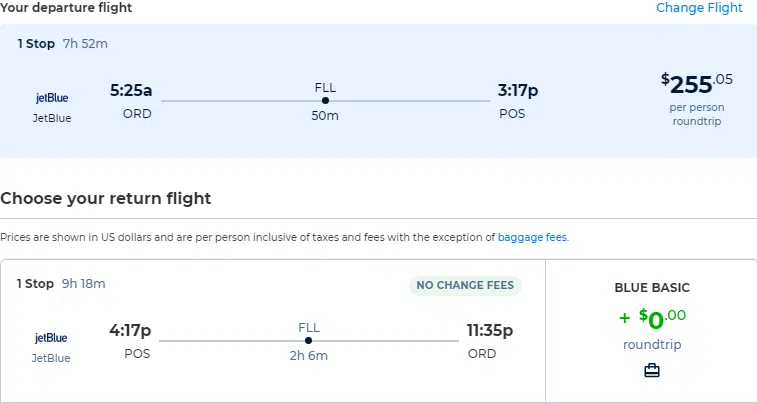 Your departure flight Change Flight
1 Stop 7h 52m
jetBlue
JetBlue
5:25a FLL 3:17p
ORD 50m POS
$255.05
per person
roundtrip
Choose your return flight
Prices are shown in US dollars and are per person inclusive of taxes and fees with the exception of baggage fees.
1 Stop 9h 18m NO CHANGE FEES
jetBlue
JetBlue
4:17p FLL 11:35p
POS 2h 6m ORD
BLUE BASIC
+ $0.00
roundtrip